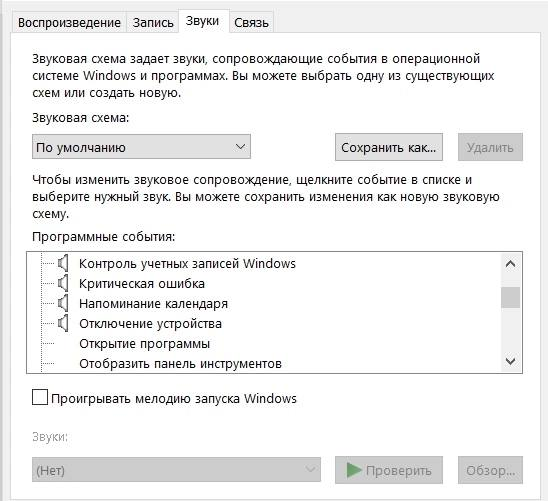 Воспроизведение Запись Звуки Связь
Звуковая схема задает звуки, сопровождающие события в операционной
системе Windows и программах. Вы можете выбрать одну из существующих
схем или создать новую.
Звуковая схема:
По умолчанию Сохранить как... Удалить
Чтобы изменить звуковое сопровождение, щелкните событие в списке и
выберите нужный звук. Вы можете сохранить изменения как новую звуковую
схему.
Программные события:
Контроль учетных записей Windows
Критическая ошибка
Напоминание календаря
Отключение устройства
Открытие программы
Отобразить панель инструментов
Проигрывать мелодию запуска Windows
Звуки:
(Нет) Проверить Обзор...